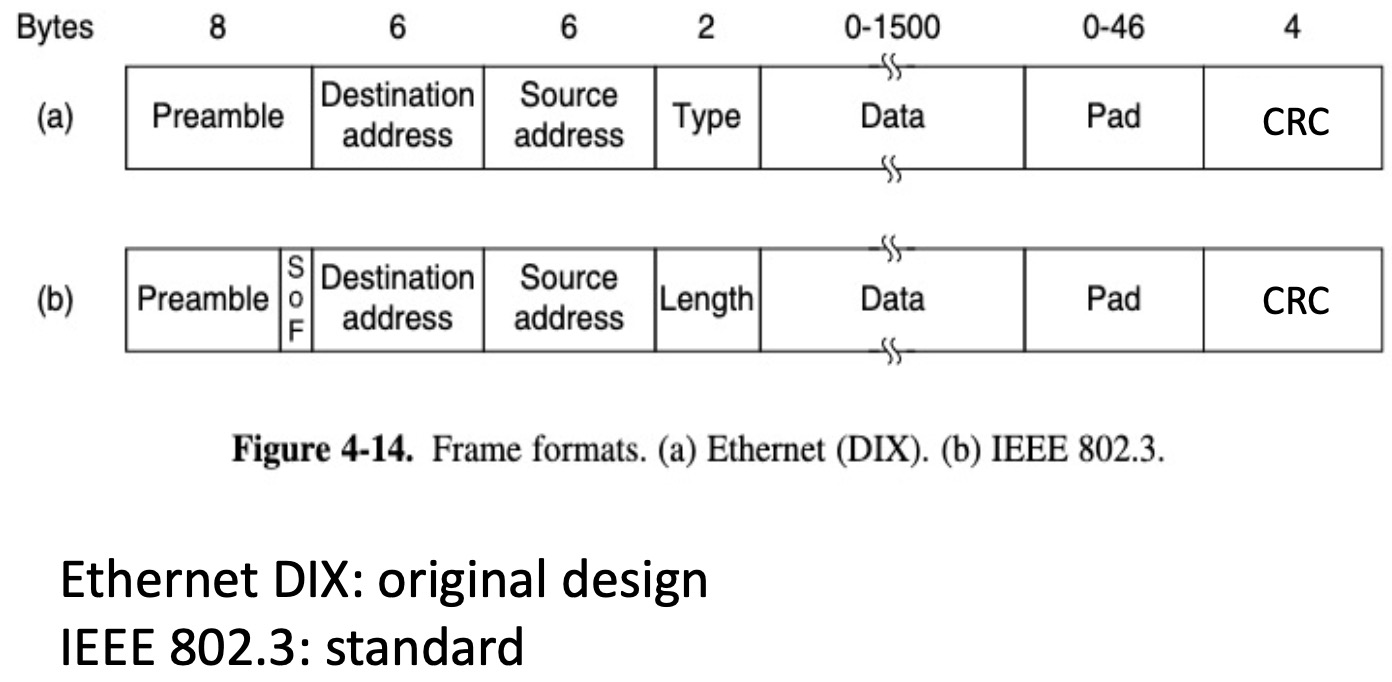 Bytes 8 6 6 2 0-1500 0-46 4
(a) Preamble Destination address Source address Type Data Pad CRC
(b) Preamble SoF Destination address Source address Length Data Pad CRC
Figure 4-14. Frame formats. (a) Ethernet (DIX). (b) IEEE 802.3.
Ethernet DIX: original design
IEEE 802.3: standard